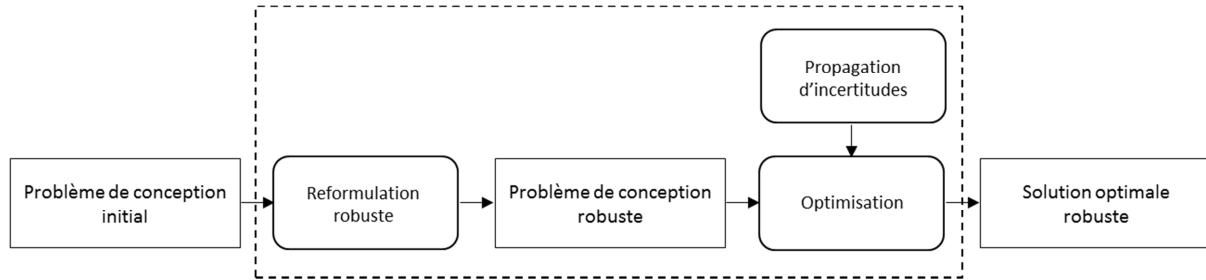 Propagation
d'incertitudes
Problème de conception
initial
Reformulation
robuste
Problème de conception
robuste
Optimisation
Solution optimale
robuste